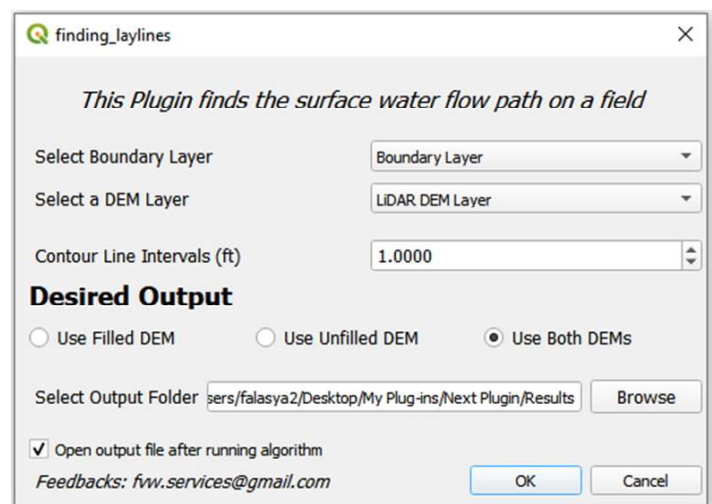 finding_laylines
This Plugin finds the surface water flow path on a field
Select Boundary Layer Boundary Layer
Select a DEM Layer LiDAR DEM Layer
Contour Line Intervals (ft) 1.0000
Desired Output
Use Filled DEM Use Unfilled DEM Use Both DEMs
Select Output Folder sers/falasya2/Desktop/My Plug-ins/Next Plugin/Results Browse
Open output file after running algorithm
Feedbacks: fvw.services@gmail.com OK Cancel